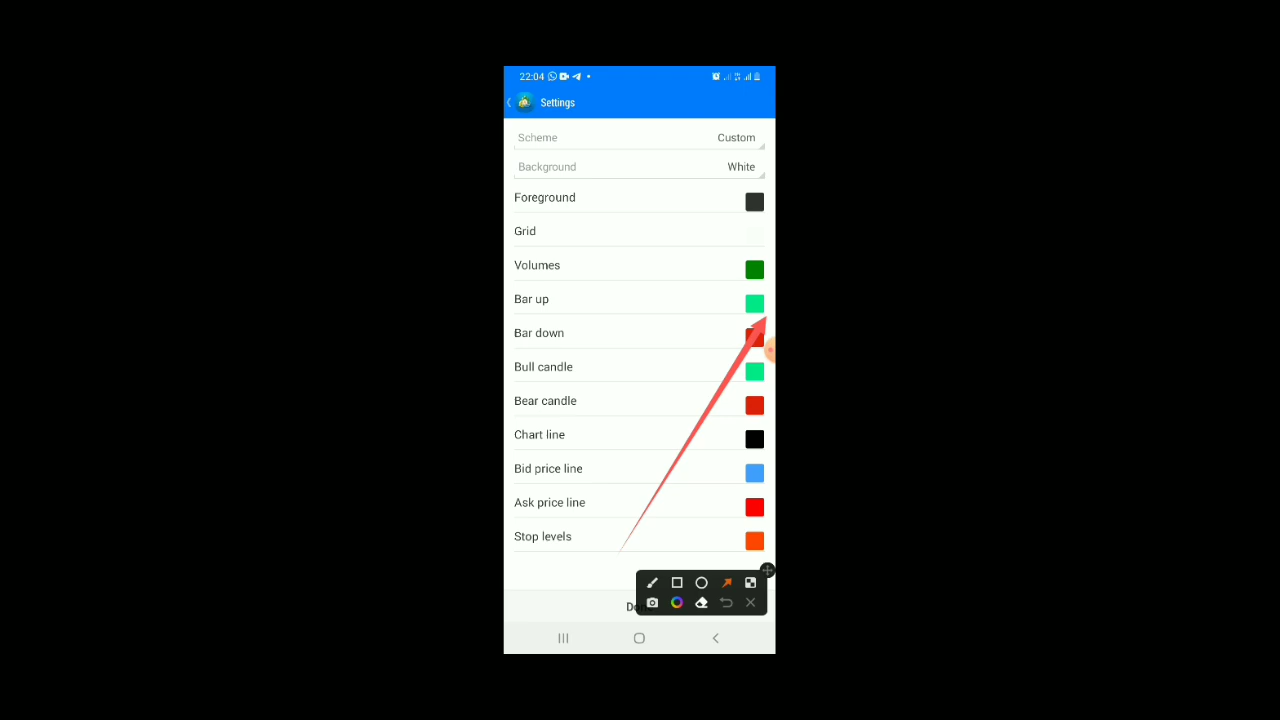 22:04
Settings
Scheme Custom
Background White
Foreground
Grid
Volumes
Bar up
Bar down
Bull candle
Bear candle
Chart line
Bid price line
Ask price line
Stop levels